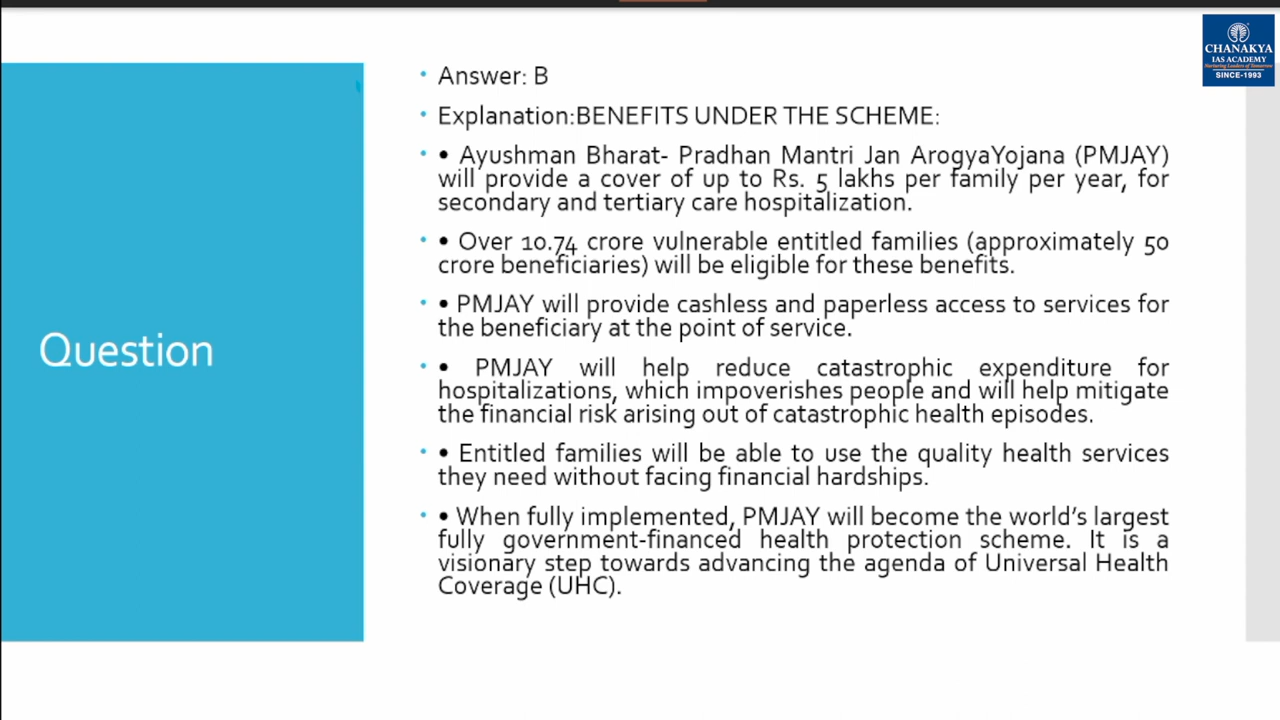 CHANAKYA
IAS ACADEMY
Nurturing Leaders of Tomorrow
SINCE-1993
Question
• Answer: B
• Explanation:BENEFITS UNDER THE SCHEME:
• • Ayushman Bharat- Pradhan Mantri Jan ArogyaYojana (PMJAY)
will provide a cover of up to Rs. 5 lakhs per family per year, for
secondary and tertiary care hospitalization.
• • Over 10.74 crore vulnerable entitled families (approximately 50
crore beneficiaries) will be eligible for these benefits.
• • PMJAY will provide cashless and paperless access to services for
the beneficiary at the point of service.
• • PMJAY will help reduce catastrophic expenditure for
hospitalizations, which impoverishes people and will help mitigate
the financial risk arising out of catastrophic health episodes.
• • Entitled families will be able to use the quality health services
they need without facing financial hardships.
• • When fully implemented, PMJAY will become the world's largest
fully government-financed health protection scheme. It is a
visionary step towards advancing the agenda of Universal Health
Coverage (UHC).